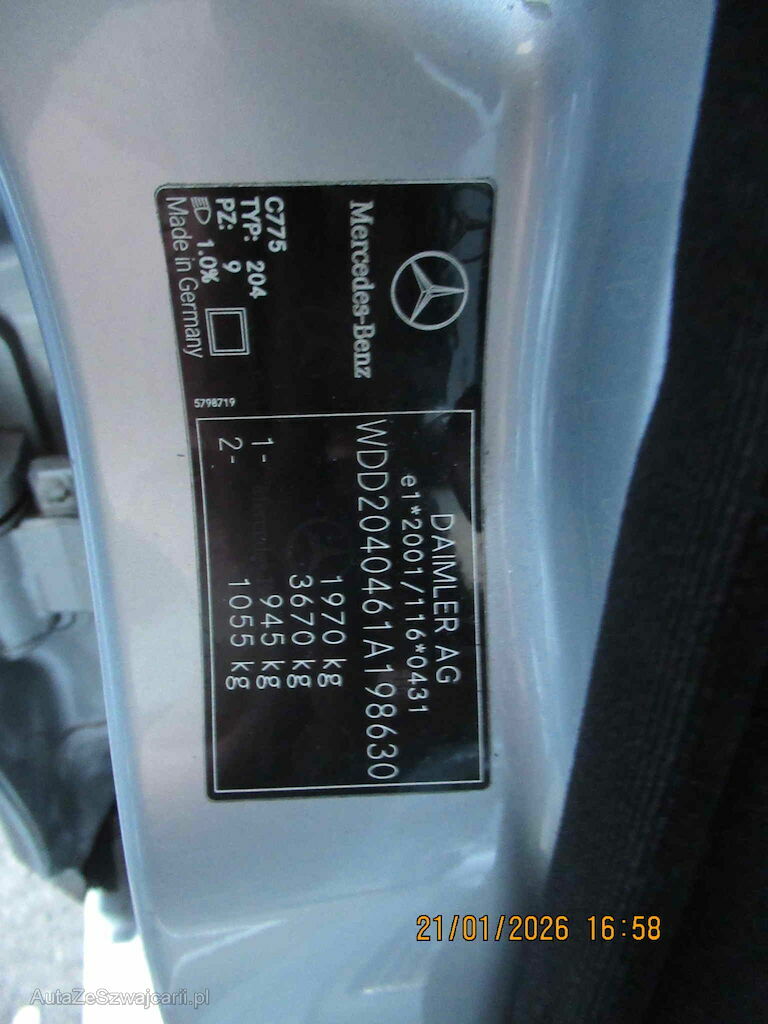 Mercedes-Benz
C775
TYP: 204
PZ: 9
1.0%
Made in Germany
5798719
DAIMLER AG
e1*2001/116*0431
WDD2040461A198630
1970 kg
3670 kg
1- 945 kg
2- 1055 kg
21/01/2026 16:58
AutaZeSzwajcarii.pl